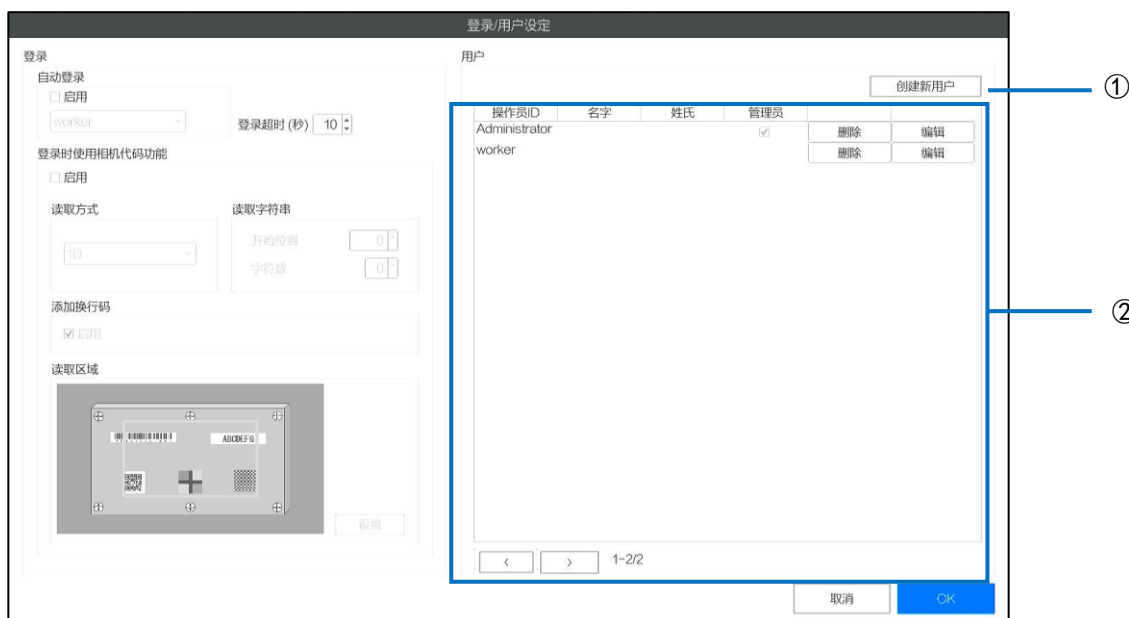 登录/用户设定
登录
自动登录
启用
worker
登录超时 (秒) 10
登录时使用相机代码功能
启用
读取方式
1D
读取字符串
开始位置 0
字符数 0
添加换行码
启用
读取区域
ABCDEFG
设置
用户
创建新用户
操作员ID 名字 姓氏 管理员
Administrator 删除 编辑
worker 删除 编辑
< > 1-2/2
取消 OK
①
②